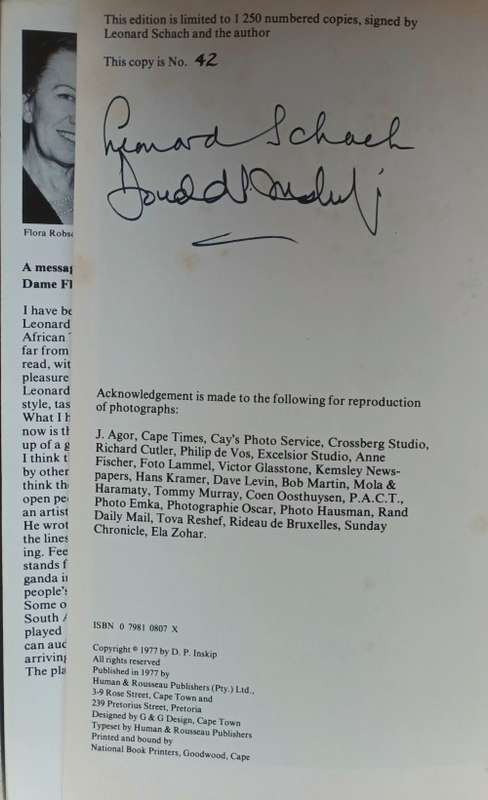 This edition is limited to 1 250 numbered copies, signed by
Leonard Schach and the author
This copy is No. 42
Leonard Schach
Flora Robs
A messag
Dame Fl
I have be
Leonard
African
far from
read, wit
pleasure
Leonard
style, tas
What I h
now is th
up of a g
I think t
by other
think the
open pe
an artist
He wrot
the lines
ing. Fee
stands f
ganda i
people's
Some o
South A
played
can aud
arriving
The pla
Acknowledgement is made to the following for reproduction
of photographs:
J. Agor, Cape Times, Cay's Photo Service, Crossberg Studio,
Richard Cutler, Philip de Vos, Excelsior Studio, Anne
Fischer, Foto Lammel, Victor Glasstone, Kemsley News-
papers, Hans Kramer, Dave Levin, Bob Martin, Mola &
Haramaty, Tommy Murray, Coen Oosthuysen, P.A.C.T.,
Photo Emka, Photographie Oscar, Photo Hausman, Rand
Daily Mail, Tova Reshef, Rideau de Bruxelles, Sunday
Chronicle, Ela Zohar.
ISBN 0 7981 0807 X
Copyright © 1977 by D. P. Inskip
All rights reserved
Published in 1977 by
Human & Rousseau Publishers (Pty.) Ltd.,
3-9 Rose Street, Cape Town and
239 Pretorius Street, Pretoria
Designed by G & G Design, Cape Town
Typeset by Human & Rousseau Publishers
Printed and bound by
National Book Printers, Goodwood, Cape